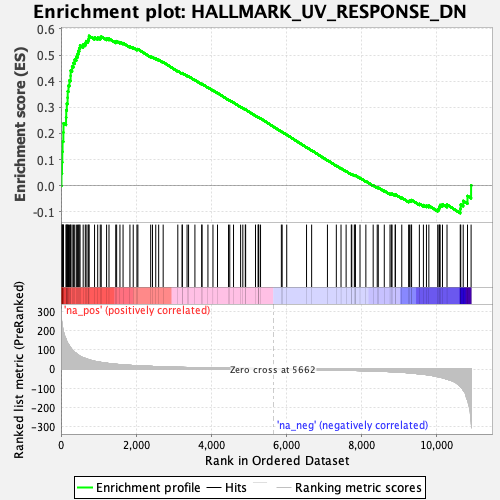 Enrichment plot: HALLMARK_UV_RESPONSE_DN
Enrichment score (ES)
0.6
0.5
0.4
0.3
0.2
0.1
0.0
-0.1
Ranked list metric (PreRanked)
300
200
100
0
-100
-200
-300
'na_pos' (positively correlated)
Zero cross at 5662
'na_neg' (negatively correlated)
0
2,000
4,000
6,000
8,000
10,000
Rank in Ordered Dataset
Enrichment profile
Hits
Ranking metric scores